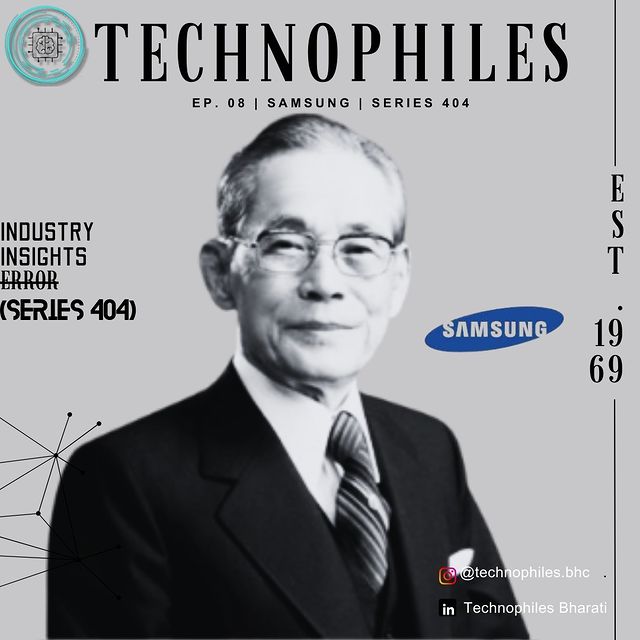 TECHNOPHILES
EP. 08 | SAMSUNG | SERIES 404
INDUSTRY
INSIGHTS
ERROR
(SERIES 404)
SAMSUNG
EST.
19
69
@technophiles.bhc
in Technophiles Bharati